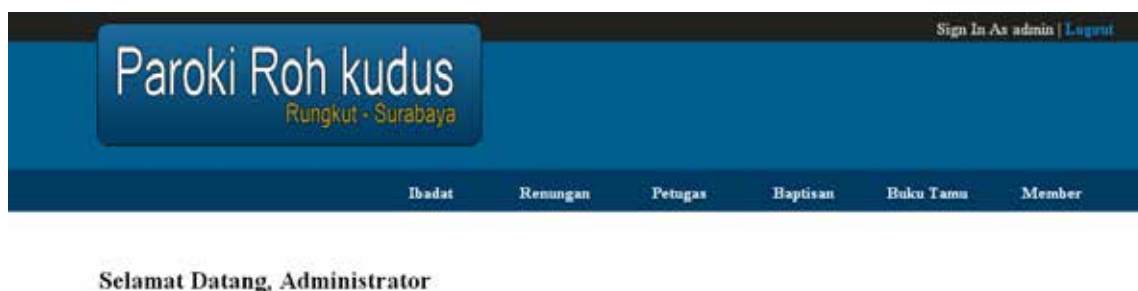 Sign In As admin | Logout
Paroki Roh kudus
Rungkut - Surabaya
Ibadat Renungan Petugas Baptisan Buku Tamu Member
Selamat Datang, Administrator